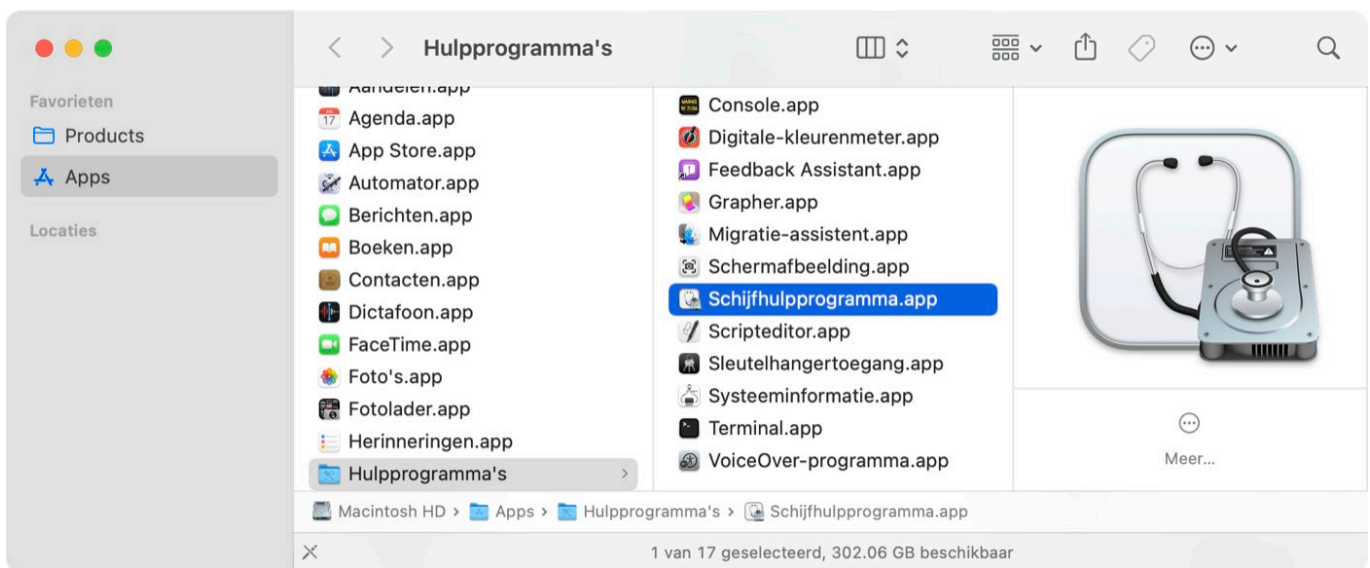 Hulpprogramma's
Favorieten
Products
Apps
Locaties
Aandelen.app
Agenda.app
App Store.app
Automator.app
Berichten.app
Boeken.app
Contacten.app
Dictafoon.app
FaceTime.app
Foto's.app
Fotolader.app
Herinneringen.app
Hulpprogramma's
Console.app
Digitale-kleurenmeter.app
Feedback Assistant.app
Grapher.app
Migratie-assistent.app
Schermafbeelding.app
Schijfhulpprogramma.app
Scripteditor.app
Sleutelhangertoegang.app
Systeeminformatie.app
Terminal.app
VoiceOver-programma.app
Meer...
Macintosh HD › Apps › Hulpprogramma's › Schijfhulpprogramma.app
1 van 17 geselecteerd, 302.06 GB beschikbaar